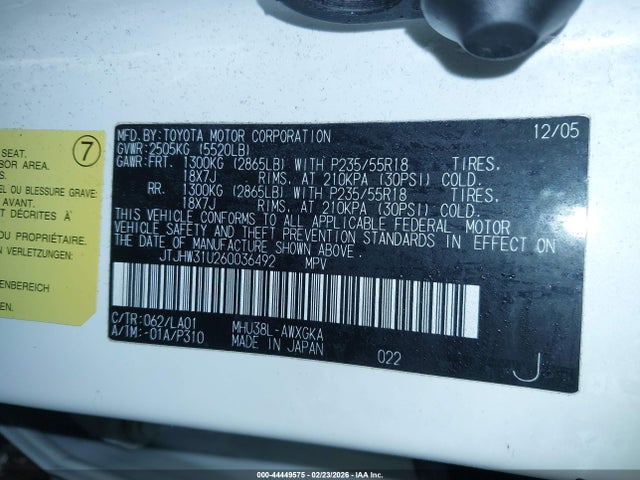 7
SEAT.
SOR AREA.
EL OU BLESSURE GRAVE:
AVANT.
T DÉCRITES À
U PROPRIÉTAIRE.
EN VERLETZUNGEN
ENBEREICH
MFD.BY:TOYOTA MOTOR CORPORATION 12/05
GVWR:2505KG (5520LB)
GAWR:FRT. 1300KG (2865LB) WITH P235/55R18 TIRES.
18X7J RIMS. AT 210KPA (30PSI) COLD.
RR. 1300KG (2865LB) WITH P235/55R18 TIRES.
18X7J RIMS. AT 210KPA (30PSI) COLD.
THIS VEHICLE CONFORMS TO ALL APPLICABLE FEDERAL MOTOR
VEHICLE SAFETY AND THEFT PREVENTION STANDARDS IN EFFECT ON
THE DATE OF MANUFACTURE SHOWN ABOVE.
JTJHW31U260036492 MPV
C/TR:062/LA01 MHU38L-AWXGKA
A/TM:-01A/P310 MADE IN JAPAN 022
J
000-44449575 - 02/23/2026 - IAA Inc.